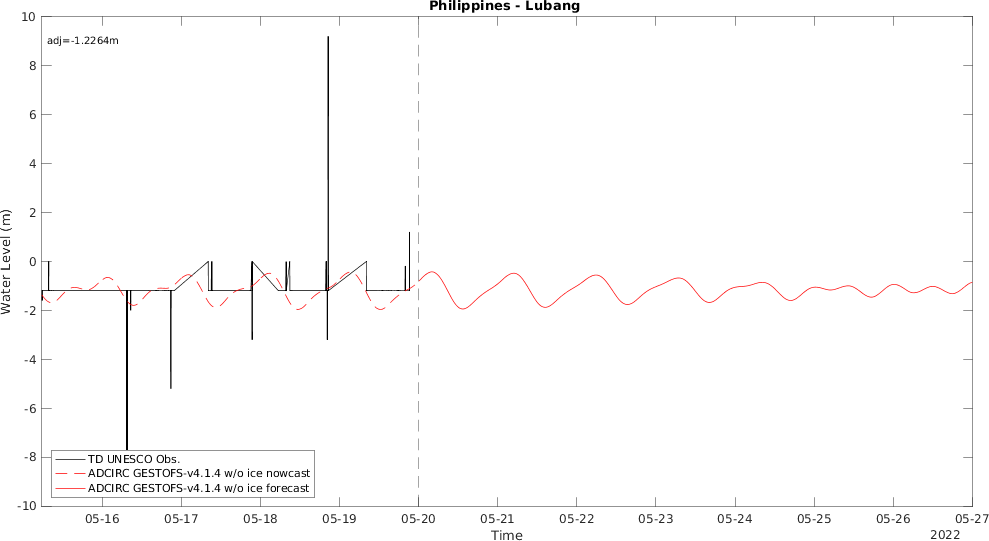 Philippines - Lubang
adj=-1.2264m
10
8
6
4
2
0
-2
-4
-6
-8
-10
Water Level (m)
TD UNESCO Obs.
ADCIRC GESTOFS-v4.1.4 w/o ice nowcast
ADCIRC GESTOFS-v4.1.4 w/o ice forecast
05-16 05-17 05-18 05-19 05-20 05-21 05-22 05-23 05-24 05-25 05-26 05-27
Time
2022